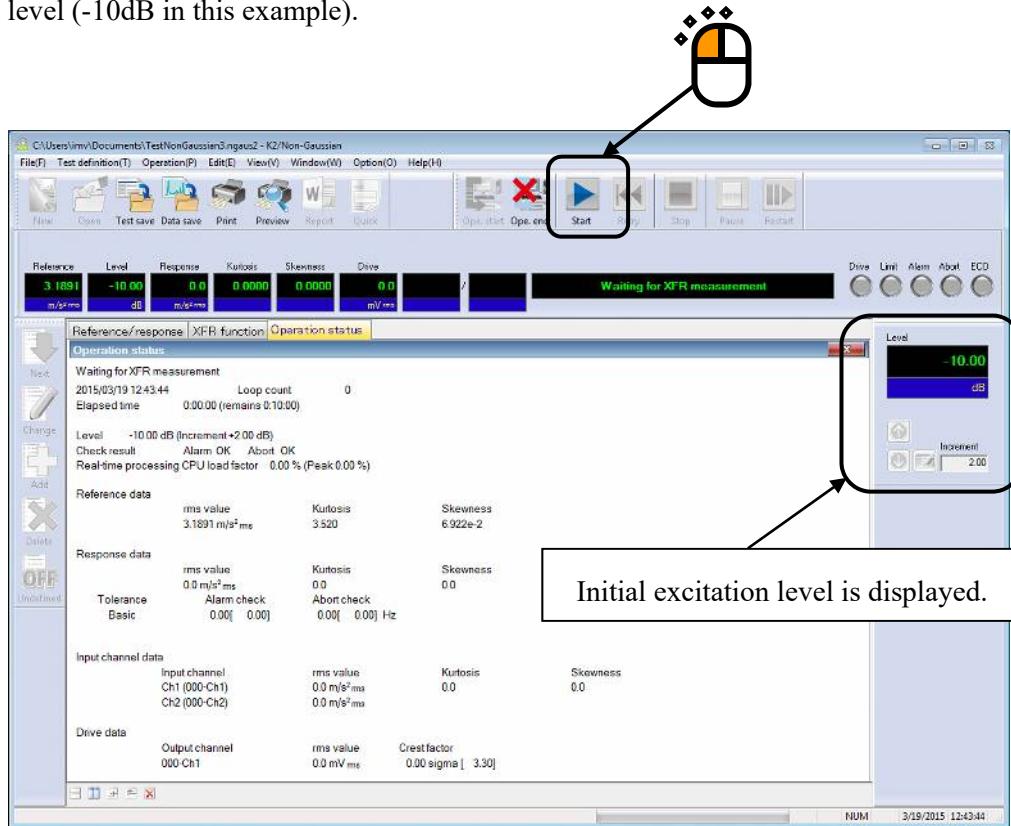 level (-10dB in this example).
C:\Users\imv\Documents\TestNonGaussian3.ngaus2 - K2/Non-Gaussian
File(F) Test definition(T) Operation(P) Edit(E) View(V) Window(W) Option(O) Help(H)
New Open Test save Data save Print Preview Report Quick Ope. start Ope. end Start Retry Stop Pause Restart
Reference Level Response Kurtosis Skewness Drive Drive Limit Alarm Abort ECO
3.1891 -10.00 0.0 0.0000 0.0000 0.0 / Waiting for XFR measurement
m/s² rms dB m/s² rms mV rms
Reference/response XFR function Operation status
Operation status
Next
Change
Add
Delete
OFF
Undefined
Waiting for XFR measurement
2015/03/19 12:43:44 Loop count 0
Elapsed time 0:00:00 (remains 0:10:00)
Level -10.00 dB (Increment +2.00 dB)
Check result Alarm OK Abort OK
Real-time processing CPU load factor 0.00 % (Peak 0.00 %)
Reference data
rms value Kurtosis Skewness
3.1891 m/s² rms 3.520 6.922e-2
Response data
rms value Kurtosis Skewness
0.0 m/s² rms 0.0 0.0
Tolerance Alarm check Abort check
Basic 0.00[ 0.00] 0.00[ 0.00] Hz
Input channel data
Input channel rms value Kurtosis Skewness
Ch1 (000-Ch1) 0.0 m/s² rms 0.0 0.0
Ch2 (000-Ch2) 0.0 m/s² rms
Drive data
Output channel rms value Crest factor
000-Ch1 0.0 mV rms 0.00 sigma [ 3.30]
Level
-10.00
dB
Increment
2.00
Initial excitation level is displayed.
NUM 3/19/2015 12:43:44